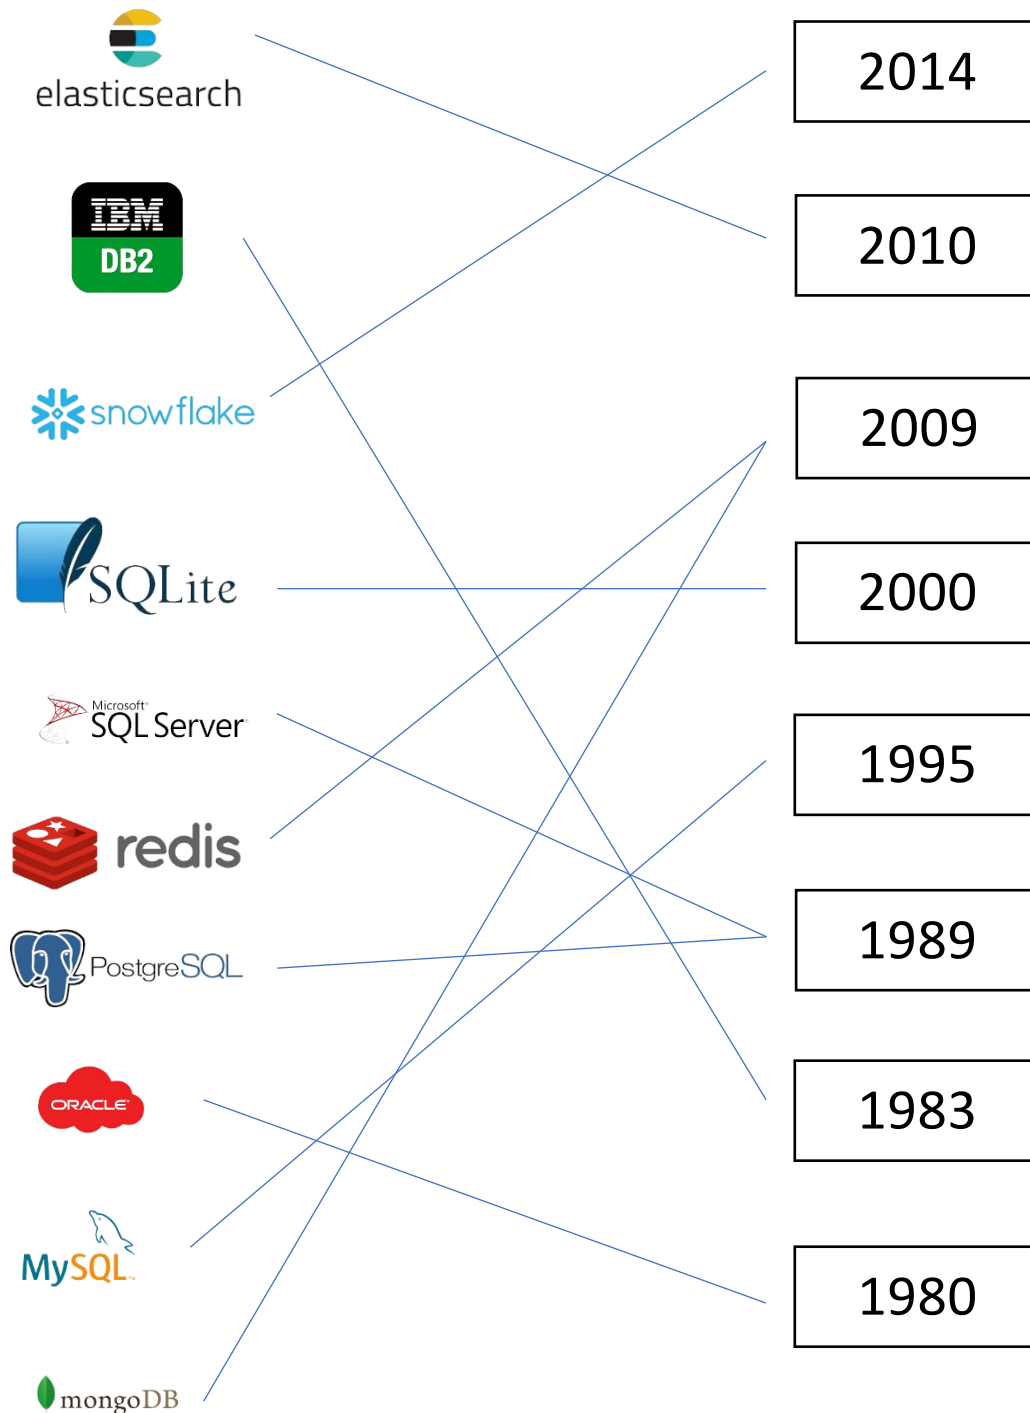 elasticsearch
2014
IBM
DB2
2010
snowflake
2009
SQLite
2000
Microsoft
SQL Server
1995
redis
1989
PostgreSQL
ORACLE
1983
MySQL
1980
mongoDB